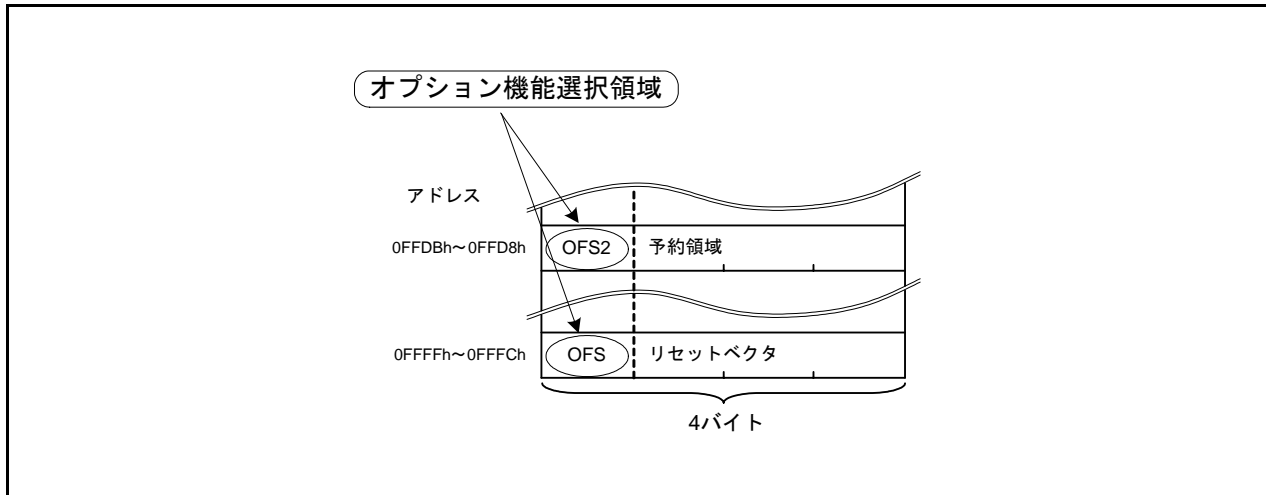 オプション機能選択領域
アドレス
0FFDBh～0FFD8h
OFS2
予約領域
0FFFFh～0FFFCh
OFS
リセットベクタ
4バイト